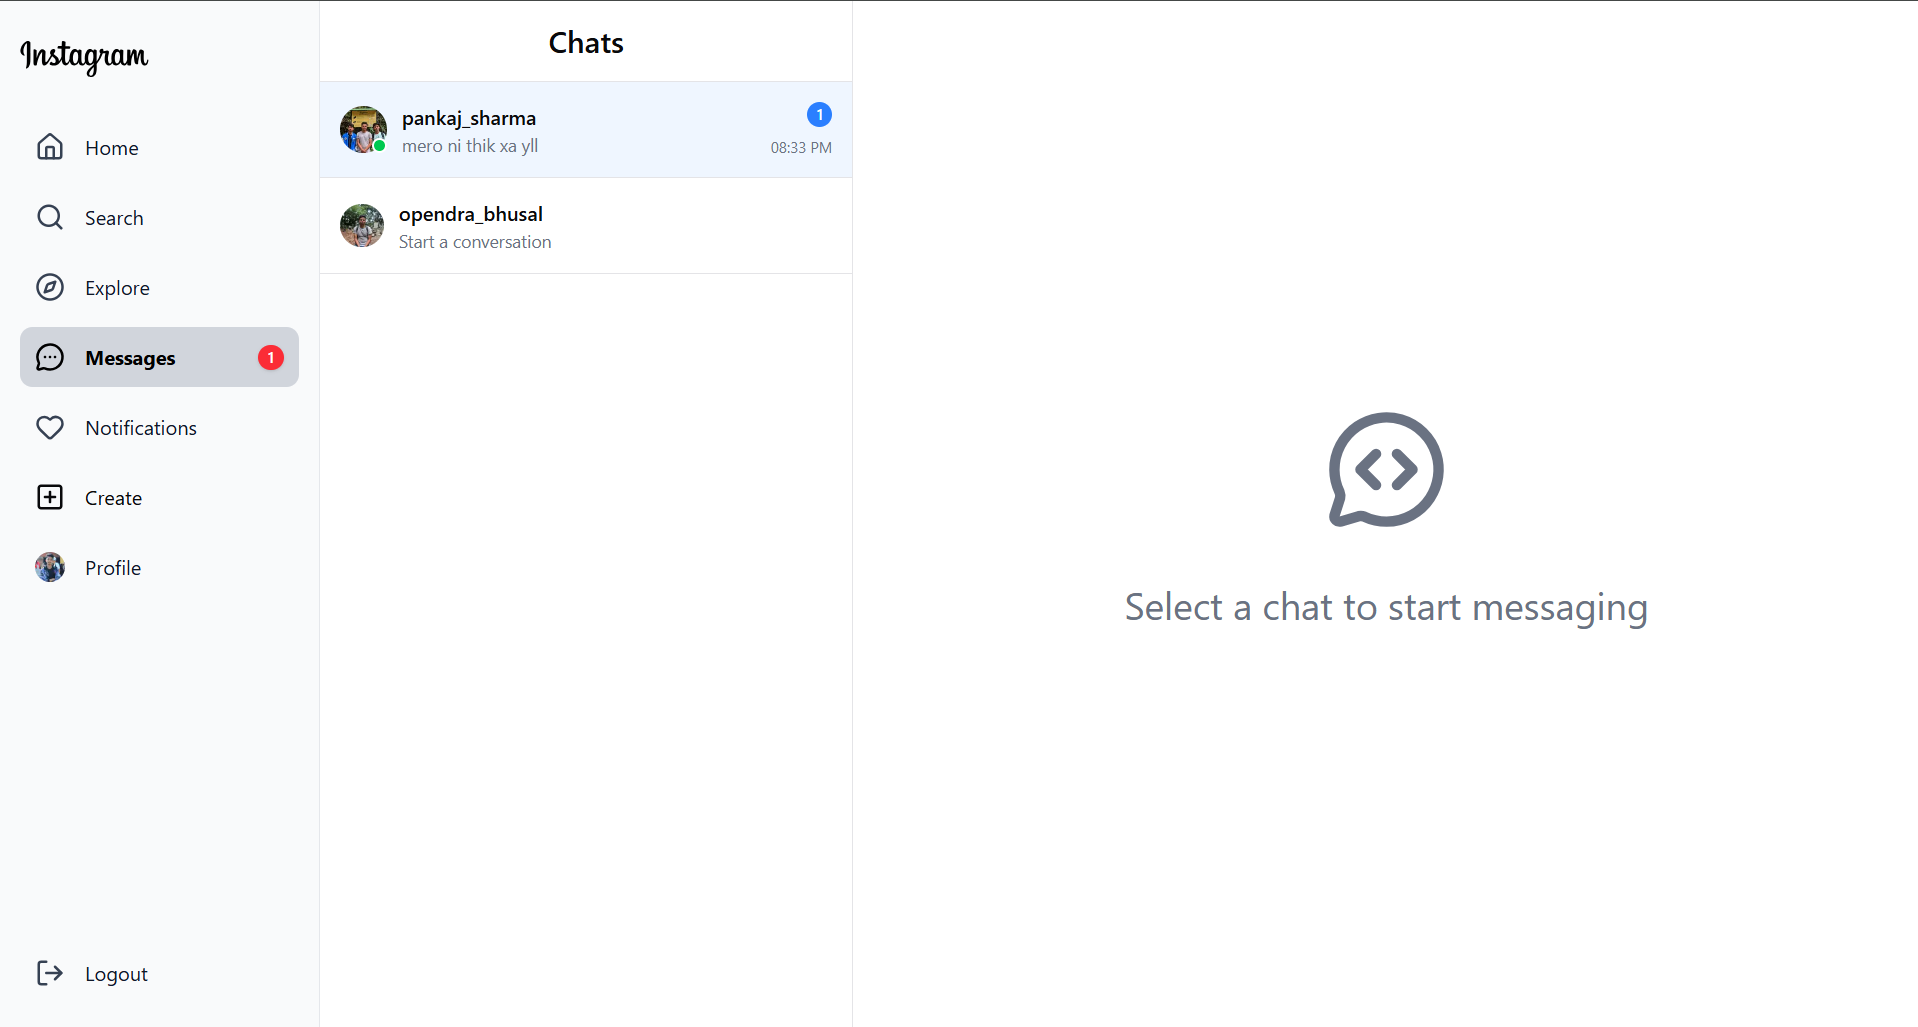 Instagram
Home
Search
Explore
Messages 1
Notifications
Create
Profile
Logout
Chats
pankaj_sharma 1
mero ni thik xa yll 08:33 PM
opendra_bhusal
Start a conversation
Select a chat to start messaging